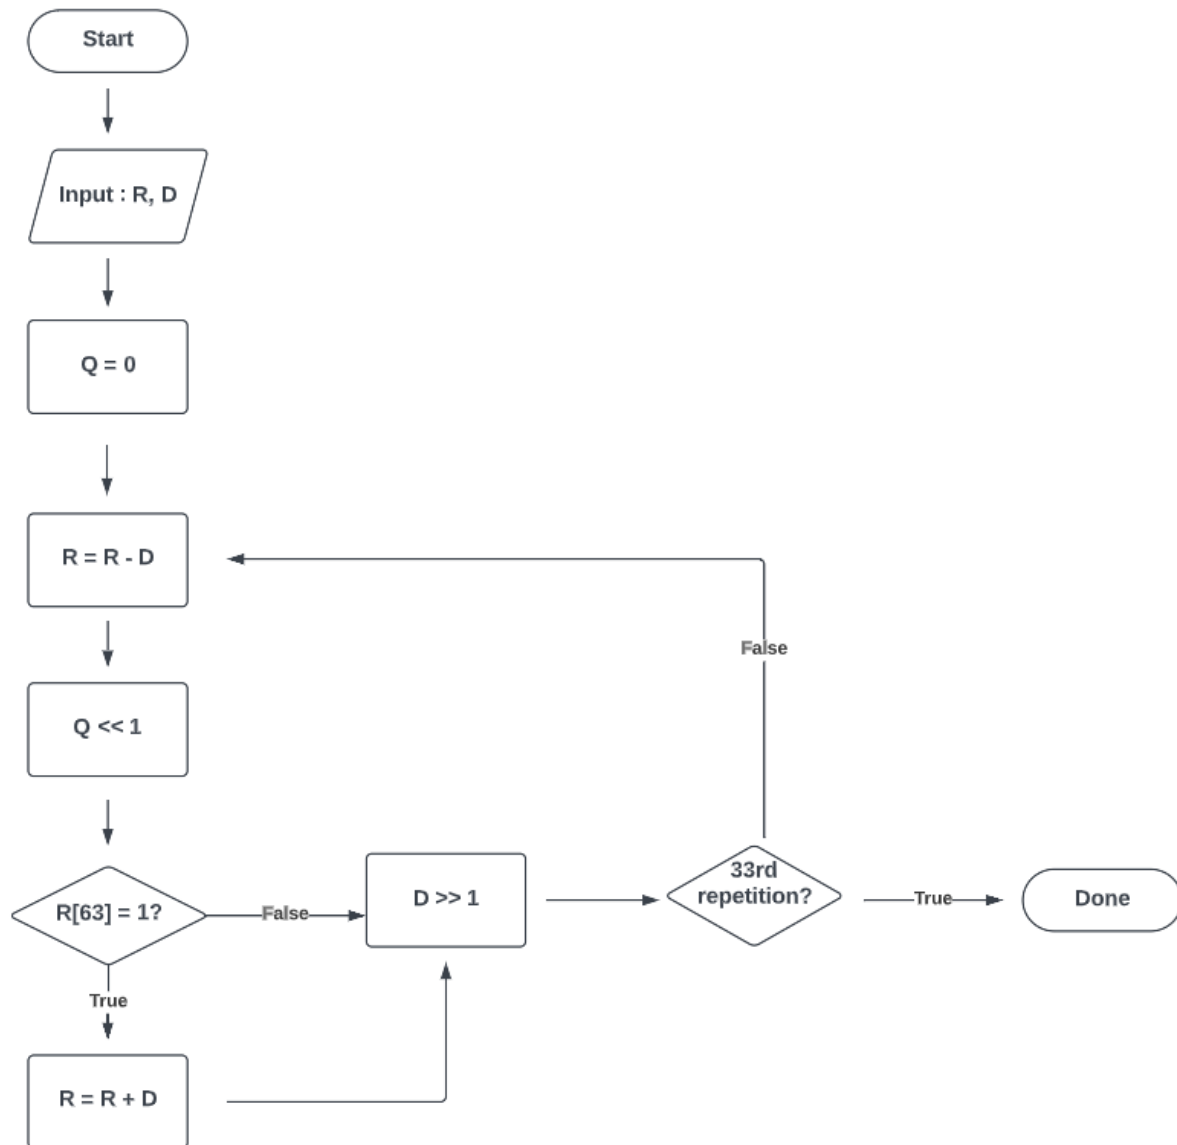 Start
Input : R, D
Q = 0
R = R - D
False
Q << 1
R[63] = 1?
False
D >> 1
33rd
repetition?
True
Done
True
R = R + D